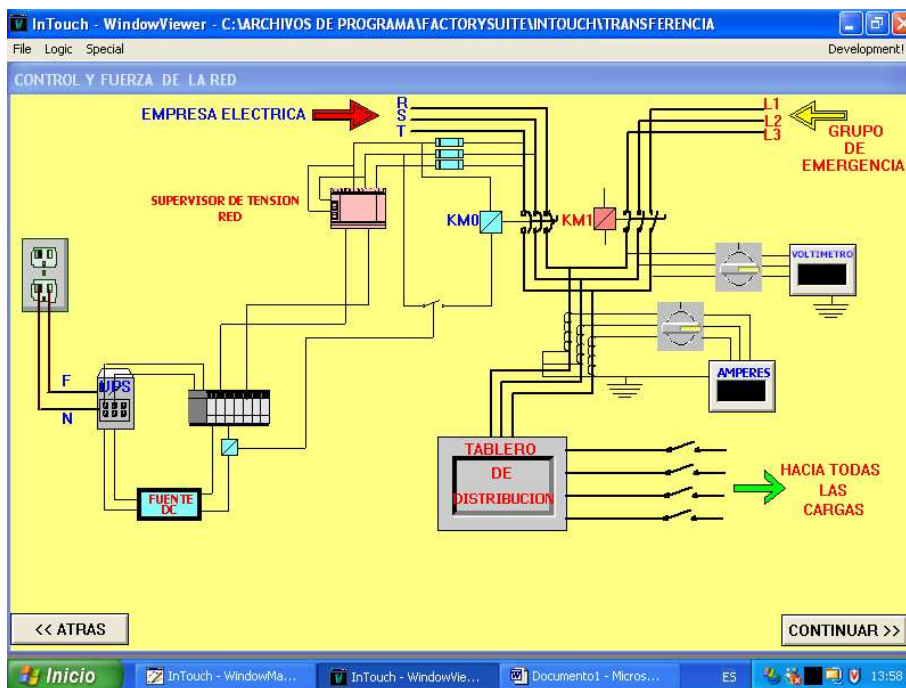 InTouch - WindowViewer - C:\ARCHIVOS DE PROGRAMA\FACTORYSUITE\INTOUCH\TRANSFERENCIA
File Logic Special Development!
CONTROL Y FUERZA DE LA RED
EMPRESA ELECTRICA
R
S
T
L1
L2
L3
GRUPO
DE
EMERGENCIA
SUPERVISOR DE TENSION
RED
KM0
KM1
VOLTIMETRO
AMPERES
F
N
UPS
FUENTE
DC
TABLERO
DE
DISTRIBUCION
HACIA TODAS
LAS
CARGAS
<< ATRAS
CONTINUAR >>
Inicio
InTouch - WindowMa...
InTouch - WindowVie...
Documento1 - Micros...
ES
13:58